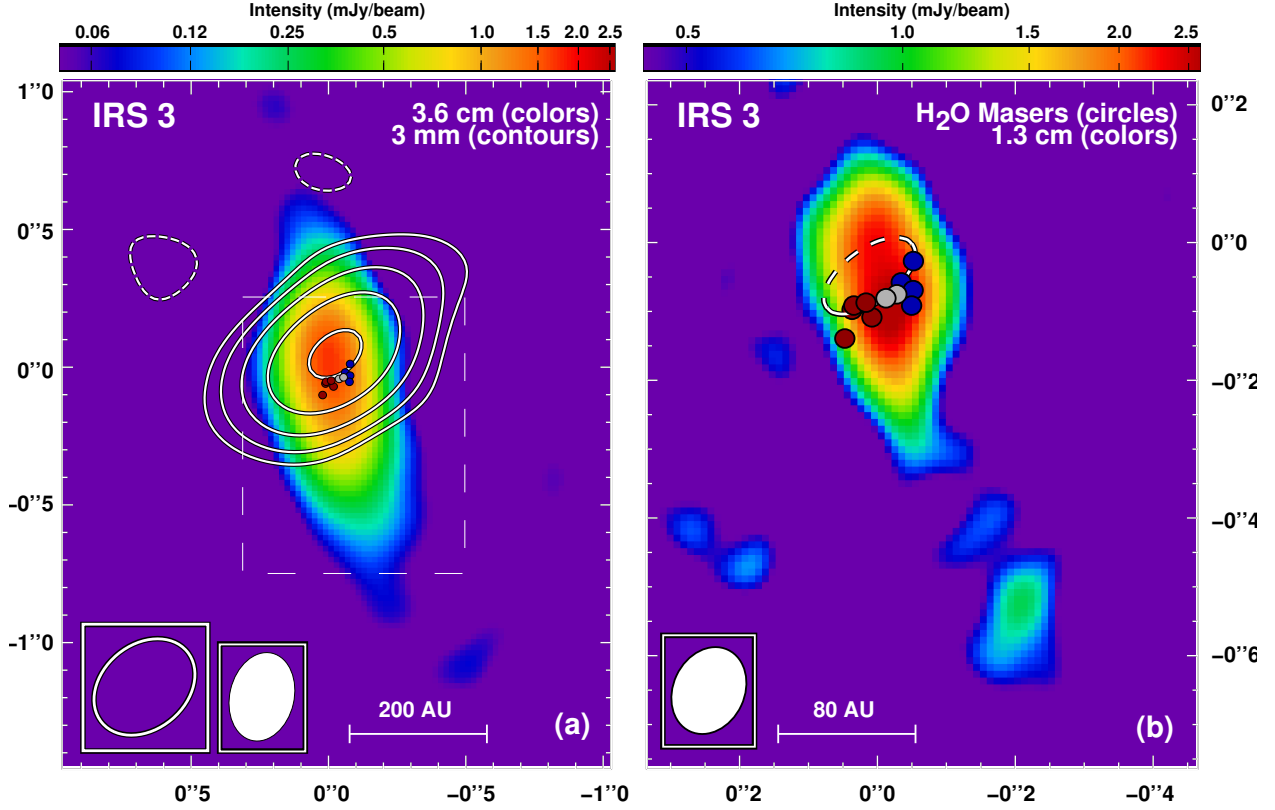 Intensity (mJy/beam)
0.06 0.12 0.25 0.5 1.0 1.5 2.0 2.5
IRS 3
3.6 cm (colors)
3 mm (contours)
1''0
0''5
0''0
−0''5
−1''0
200 AU
(a)
0''5 0''0 −0''5 −1''0
Intensity (mJy/beam)
0.5 1.0 1.5 2.0 2.5
IRS 3
H₂O Masers (circles)
1.3 cm (colors)
0''2
0''0
−0''2
−0''4
−0''6
80 AU
(b)
0''2 0''0 −0''2 −0''4